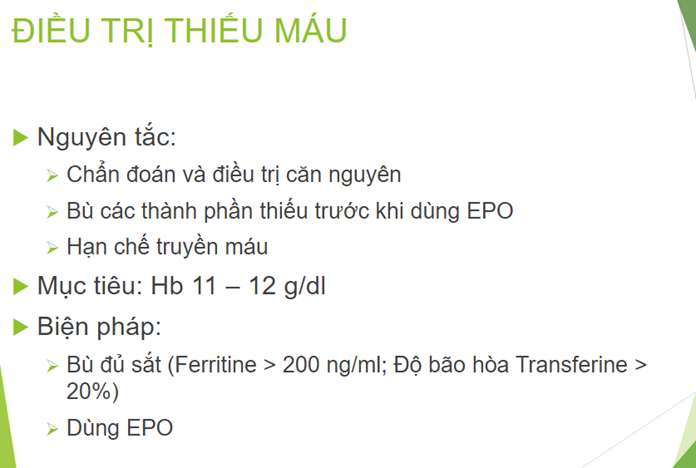 ĐIỀU TRỊ THIẾU MÁU
Nguyên tắc:
Chẩn đoán và điều trị căn nguyên
Bù các thành phần thiếu trước khi dùng EPO
Hạn chế truyền máu
Mục tiêu: Hb 11 – 12 g/dl
Biện pháp:
Bù đủ sắt (Ferritine > 200 ng/ml; Độ bão hòa Transferine >
20%)
Dùng EPO